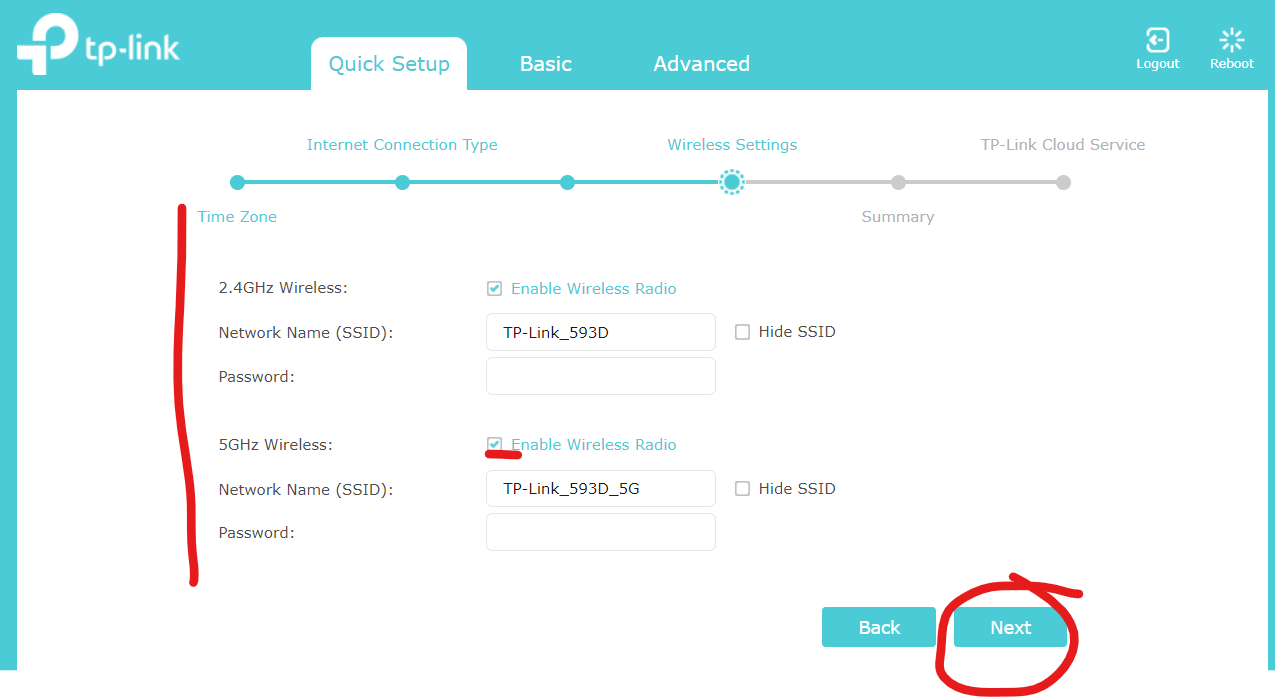 tp-link
Quick Setup Basic Advanced Logout Reboot
Internet Connection Type Wireless Settings TP-Link Cloud Service
Time Zone Summary
2.4GHz Wireless: Enable Wireless Radio
Network Name (SSID): TP-Link_593D Hide SSID
Password:
5GHz Wireless: Enable Wireless Radio
Network Name (SSID): TP-Link_593D_5G Hide SSID
Password:
Back Next